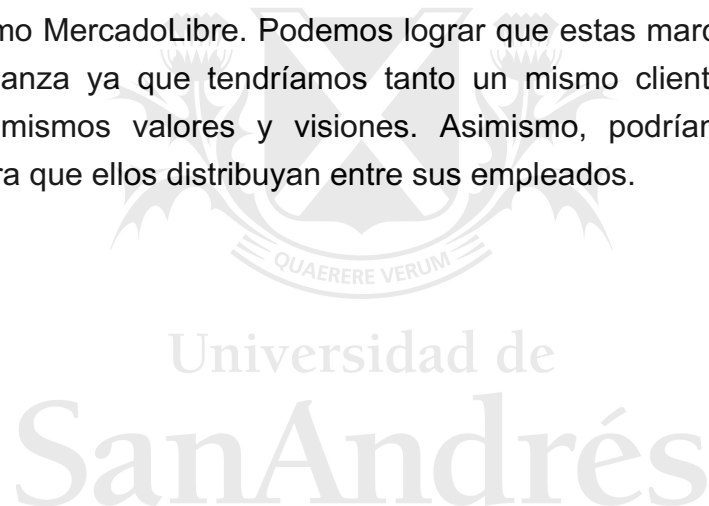 mo MercadoLibre. Podemos lograr que estas marc
anza ya que tendríamos tanto un mismo client
mismos valores y visiones. Asimismo, podrían
ra que ellos distribuyan entre sus empleados.
QUAERERE VERUM
Universidad de
SanAndrés